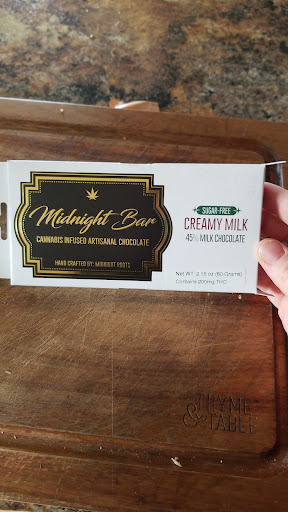 Midnight Bar
CANNABIS INFUSED ARTISANAL CHOCOLATE
HAND CRAFTED BY: MIDNIGHT ROOTS
SUGAR-FREE
CREAMY MILK
45% MILK CHOCOLATE
Net WT. 2.15 oz (60 Grams)
Contains 200mg THC
THYME
& TABLE